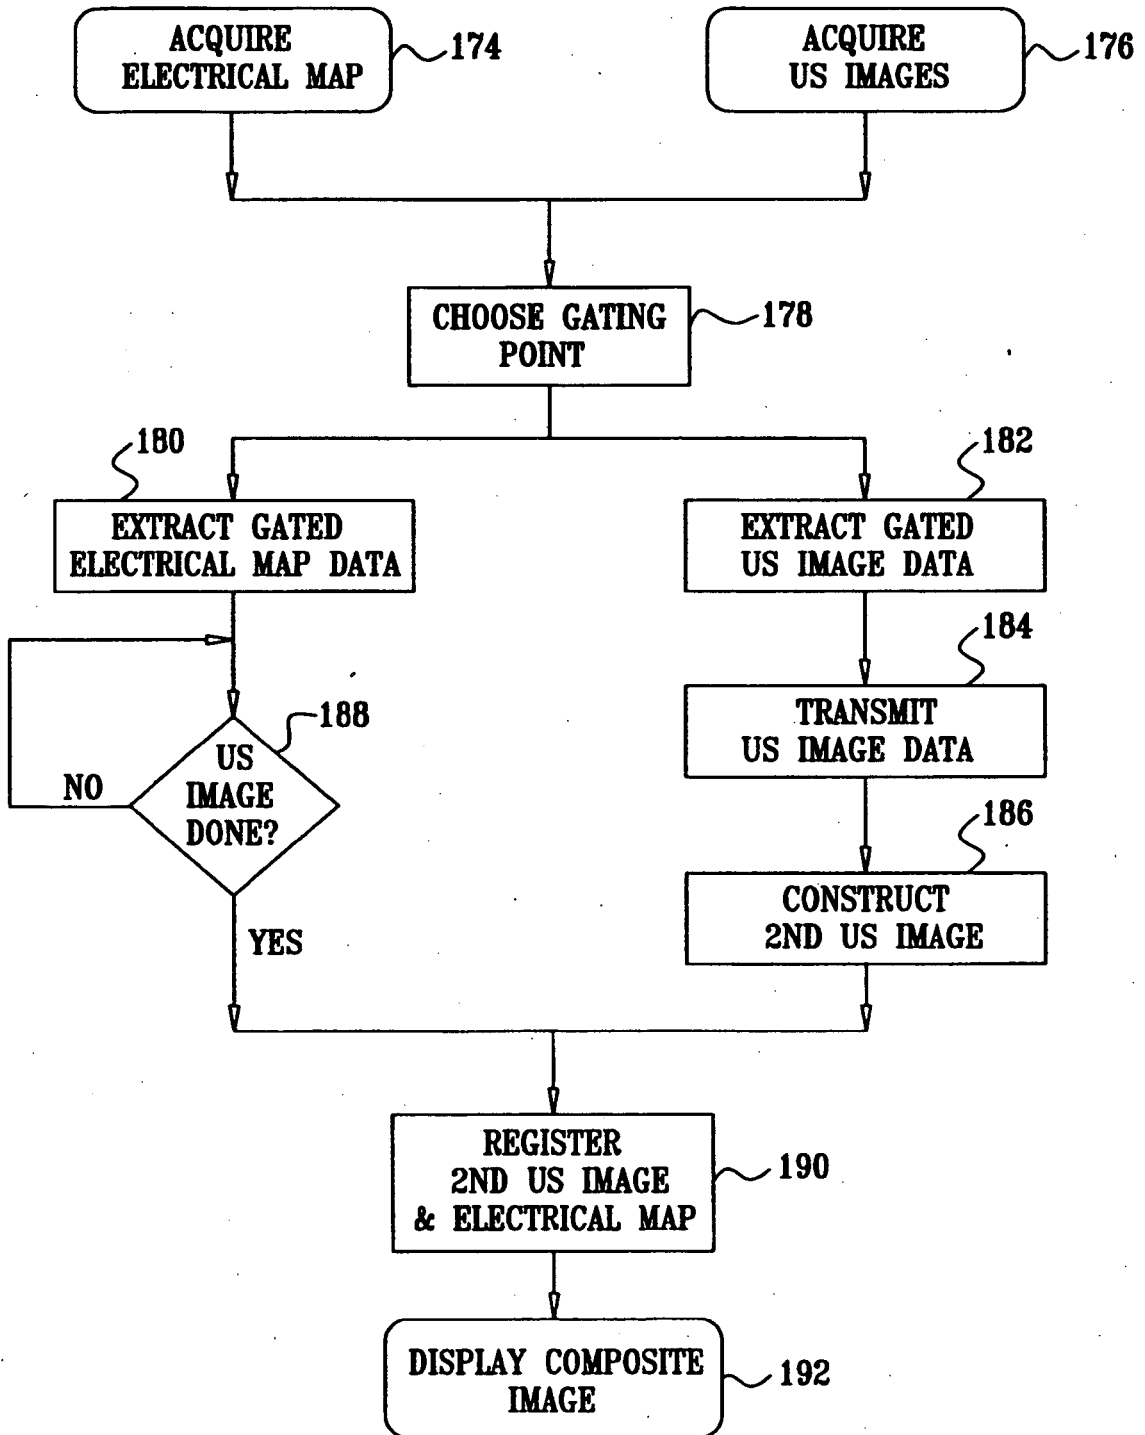 ACQUIRE
ELECTRICAL MAP
174
ACQUIRE
US IMAGES
176
CHOOSE GATING
POINT
178
180
EXTRACT GATED
ELECTRICAL MAP DATA
182
EXTRACT GATED
US IMAGE DATA
184
TRANSMIT
US IMAGE DATA
188
US
IMAGE
DONE?
NO
YES
186
CONSTRUCT
2ND US IMAGE
REGISTER
2ND US IMAGE
& ELECTRICAL MAP
190
DISPLAY COMPOSITE
IMAGE
192